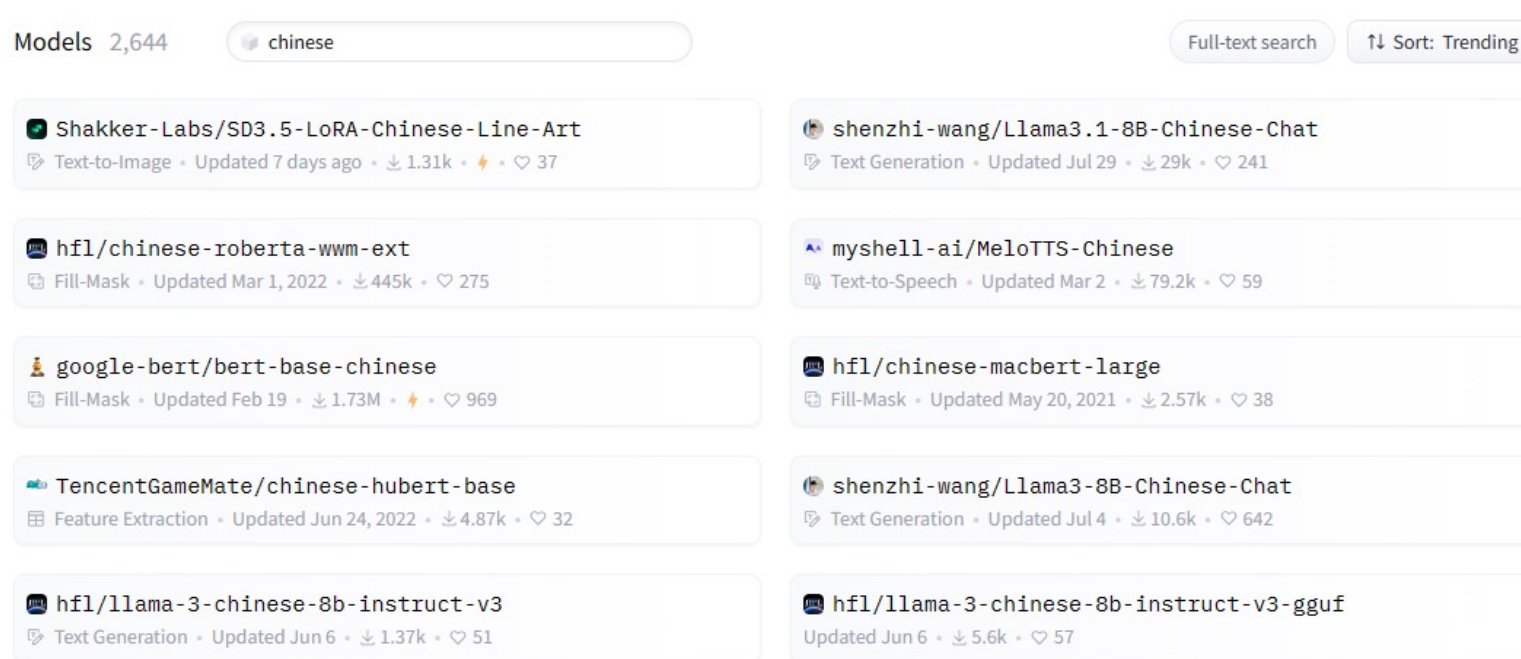 Models 2,644 chinese Full-text search Sort: Trending
Shakker-Labs/SD3.5-LoRA-Chinese-Line-Art
Text-to-Image • Updated 7 days ago • 1.31k • • 37
shenzhi-wang/Llama3.1-8B-Chinese-Chat
Text Generation • Updated Jul 29 • 29k • 241
hfl/chinese-roberta-wwm-ext
Fill-Mask • Updated Mar 1, 2022 • 445k • 275
myshell-ai/MeloTTS-Chinese
Text-to-Speech • Updated Mar 2 • 79.2k • 59
google-bert/bert-base-chinese
Fill-Mask • Updated Feb 19 • 1.73M • • 969
hfl/chinese-macbert-large
Fill-Mask • Updated May 20, 2021 • 2.57k • 38
TencentGameMate/chinese-hubert-base
Feature Extraction • Updated Jun 24, 2022 • 4.87k • 32
shenzhi-wang/Llama3-8B-Chinese-Chat
Text Generation • Updated Jul 4 • 10.6k • 642
hfl/llama-3-chinese-8b-instruct-v3
Text Generation • Updated Jun 6 • 1.37k • 51
hfl/llama-3-chinese-8b-instruct-v3-gguf
Updated Jun 6 • 5.6k • 57